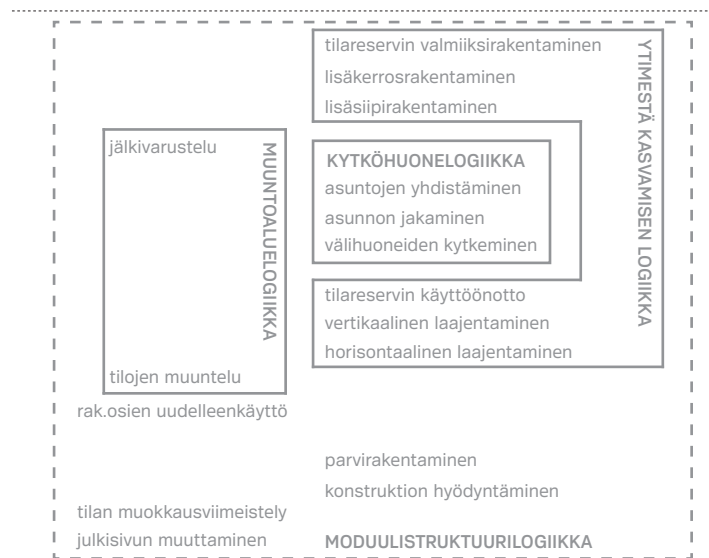 tilareservin valmiiksirakentaminen
lisäkerrosrakentaminen
lisäsiipirakentaminen
YTIMESTÄ KASVAMISEN LOGIIKKA
jälkivarustelu
MUUNTOALUELOGIIKKA
KYTKÖHUONELOGIIKKA
asuntojen yhdistäminen
asunnon jakaminen
välihuoneiden kytkeminen
tilareservin käyttöönotto
vertikaalinen laajentaminen
horisontaalinen laajentaminen
tilojen muuntelu
rak.osien uudelleenkäyttö
parvirakentaminen
konstruktion hyödyntäminen
tilan muokkausviimeistely
julkisivun muuttaminen
MODUULISTRUKTUURILOGIIKKA